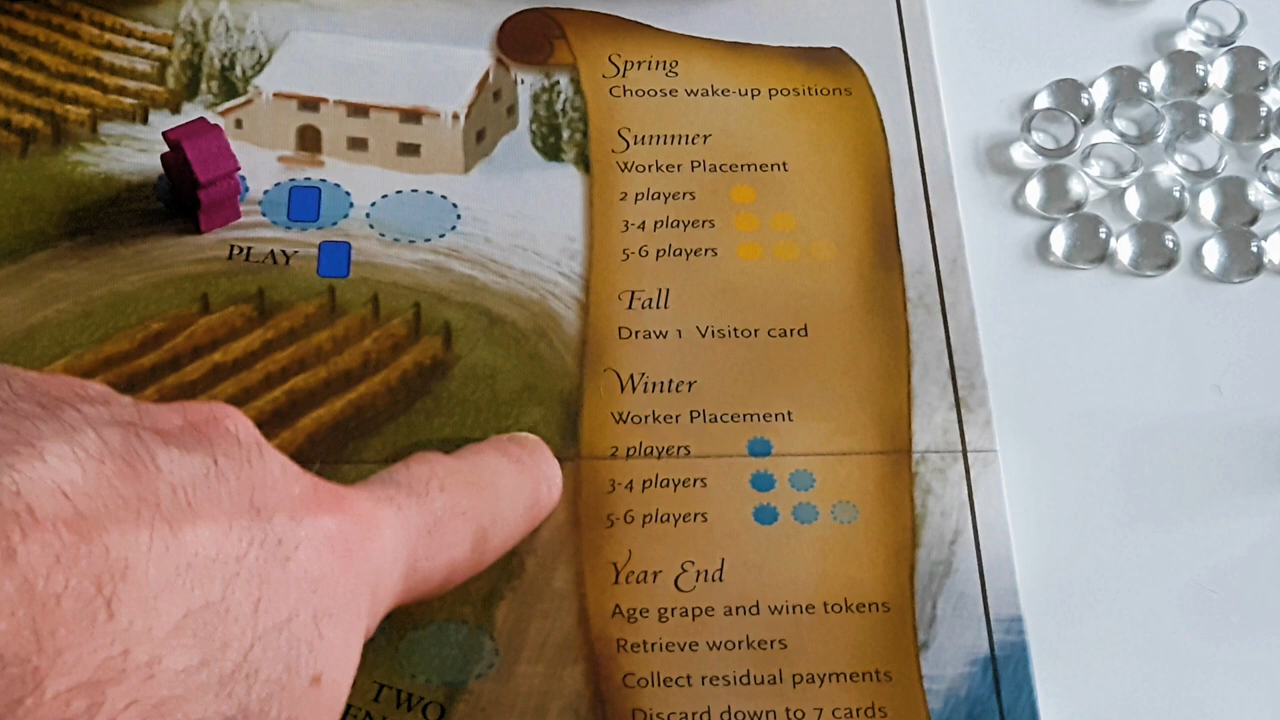 Spring
Choose wake-up positions
Summer
Worker Placement
2 players
3-4 players
5-6 players
Fall
Draw 1 Visitor card
Winter
Worker Placement
2 players
3-4 players
5-6 players
Year End
Age grape and wine tokens
Retrieve workers
Collect residual payments
Discard down to 7 cards
PLAY
TWO